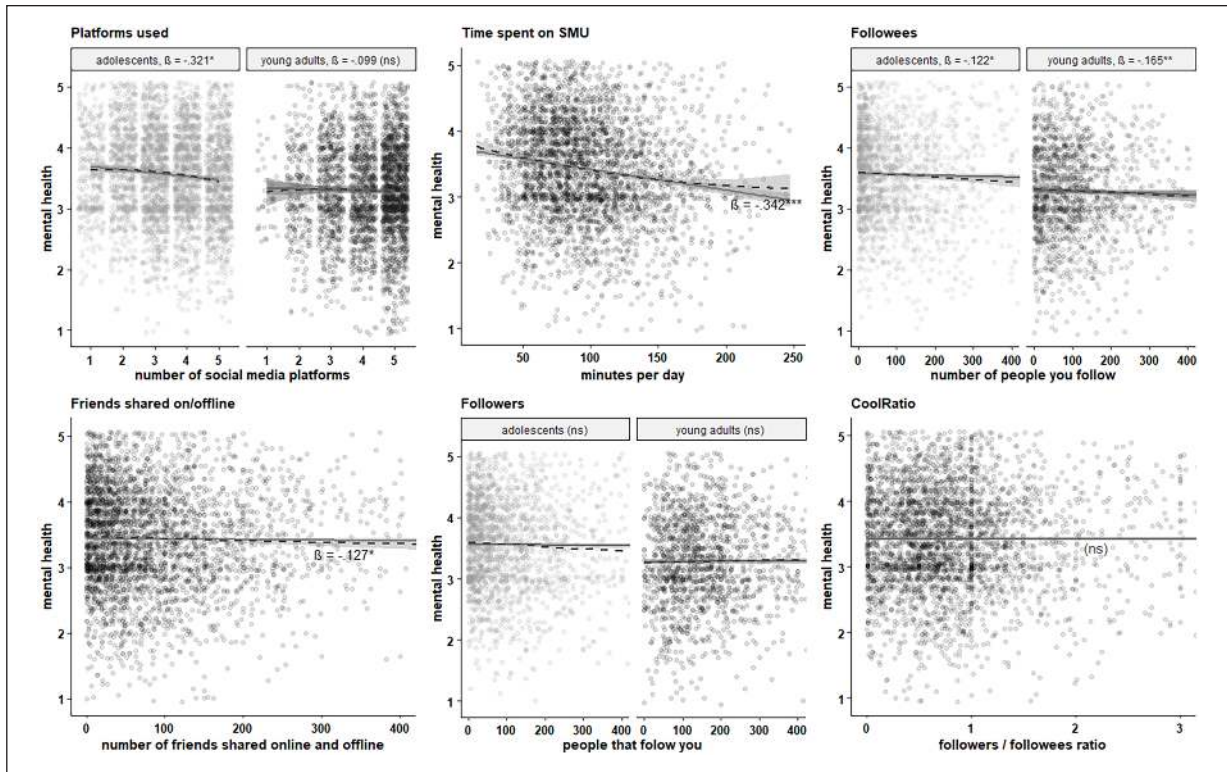 Platforms used
adolescents, ß = -.321*
young adults, ß = -.099 (ns)
mental health
5
4
3
2
1
1 2 3 4 5
1 2 3 4 5
number of social media platforms
Time spent on SMU
mental health
5
4
3
2
1
ß = -.342***
50 100 150 200 250
minutes per day
Followees
adolescents, ß = -.122*
young adults, ß = -.165**
mental health
5
4
3
2
1
0 100 200 300 400
0 100 200 300 400
number of people you follow
Friends shared on/offline
mental health
5
4
3
2
1
ß = -.127*
0 100 200 300 400
number of friends shared online and offline
Followers
adolescents (ns)
young adults (ns)
mental health
5
4
3
2
1
0 100 200 300 400
0 100 200 300 400
people that folow you
CoolRatio
mental health
5
4
3
2
1
(ns)
0 1 2 3
followers / followees ratio